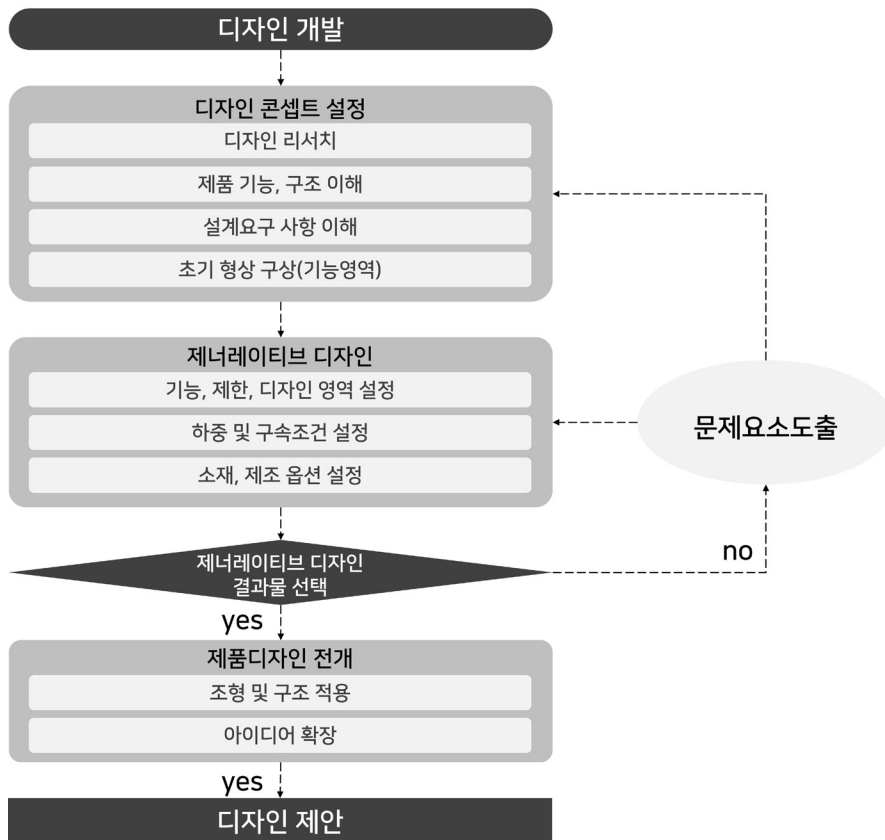 디자인 개발
디자인 콘셉트 설정
디자인 리서치
제품 기능, 구조 이해
설계요구 사항 이해
초기 형상 구상(기능영역)
제너레이티브 디자인
기능, 제한, 디자인 영역 설정
하중 및 구속조건 설정
소재, 제조 옵션 설정
문제요소도출
제너레이티브 디자인
결과물 선택
no
yes
제품디자인 전개
조형 및 구조 적용
아이디어 확장
yes
디자인 제안